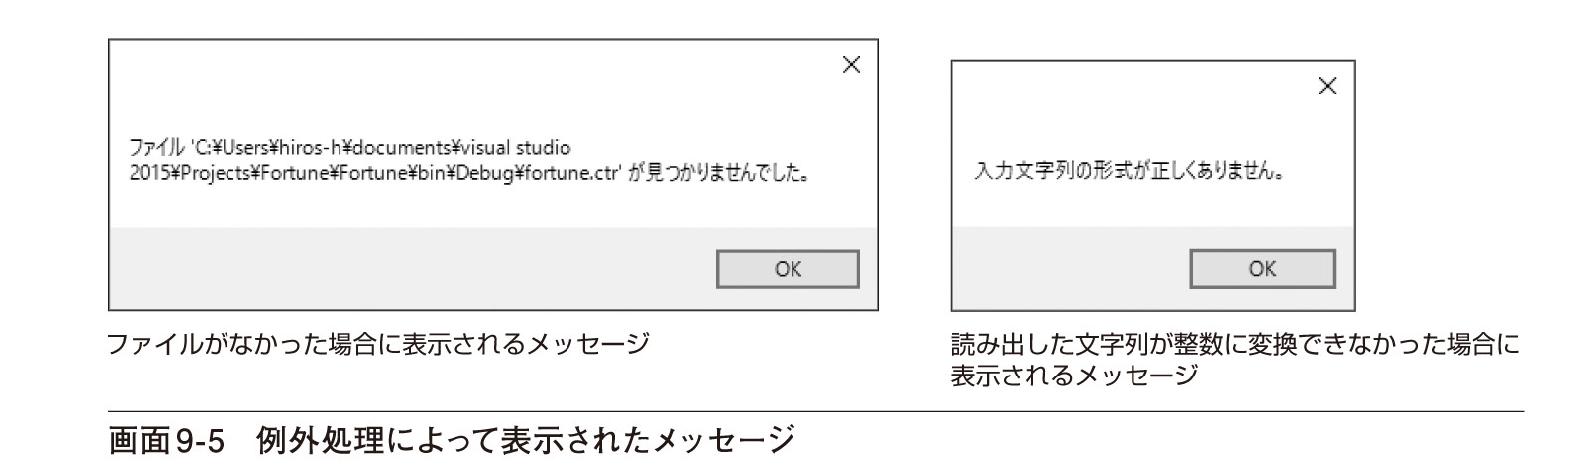 ファイル 'C:¥Users¥hiros-h¥documents¥visual studio
2015¥Projects¥Fortune¥Fortune¥bin¥Debug¥fortune.ctr' が見つかりませんでした。
OK
ファイルがなかった場合に表示されるメッセージ
入力文字列の形式が正しくありません。
OK
読み出した文字列が整数に変換できなかった場合に
表示されるメッセージ
画面9-5　例外処理によって表示されたメッセージ